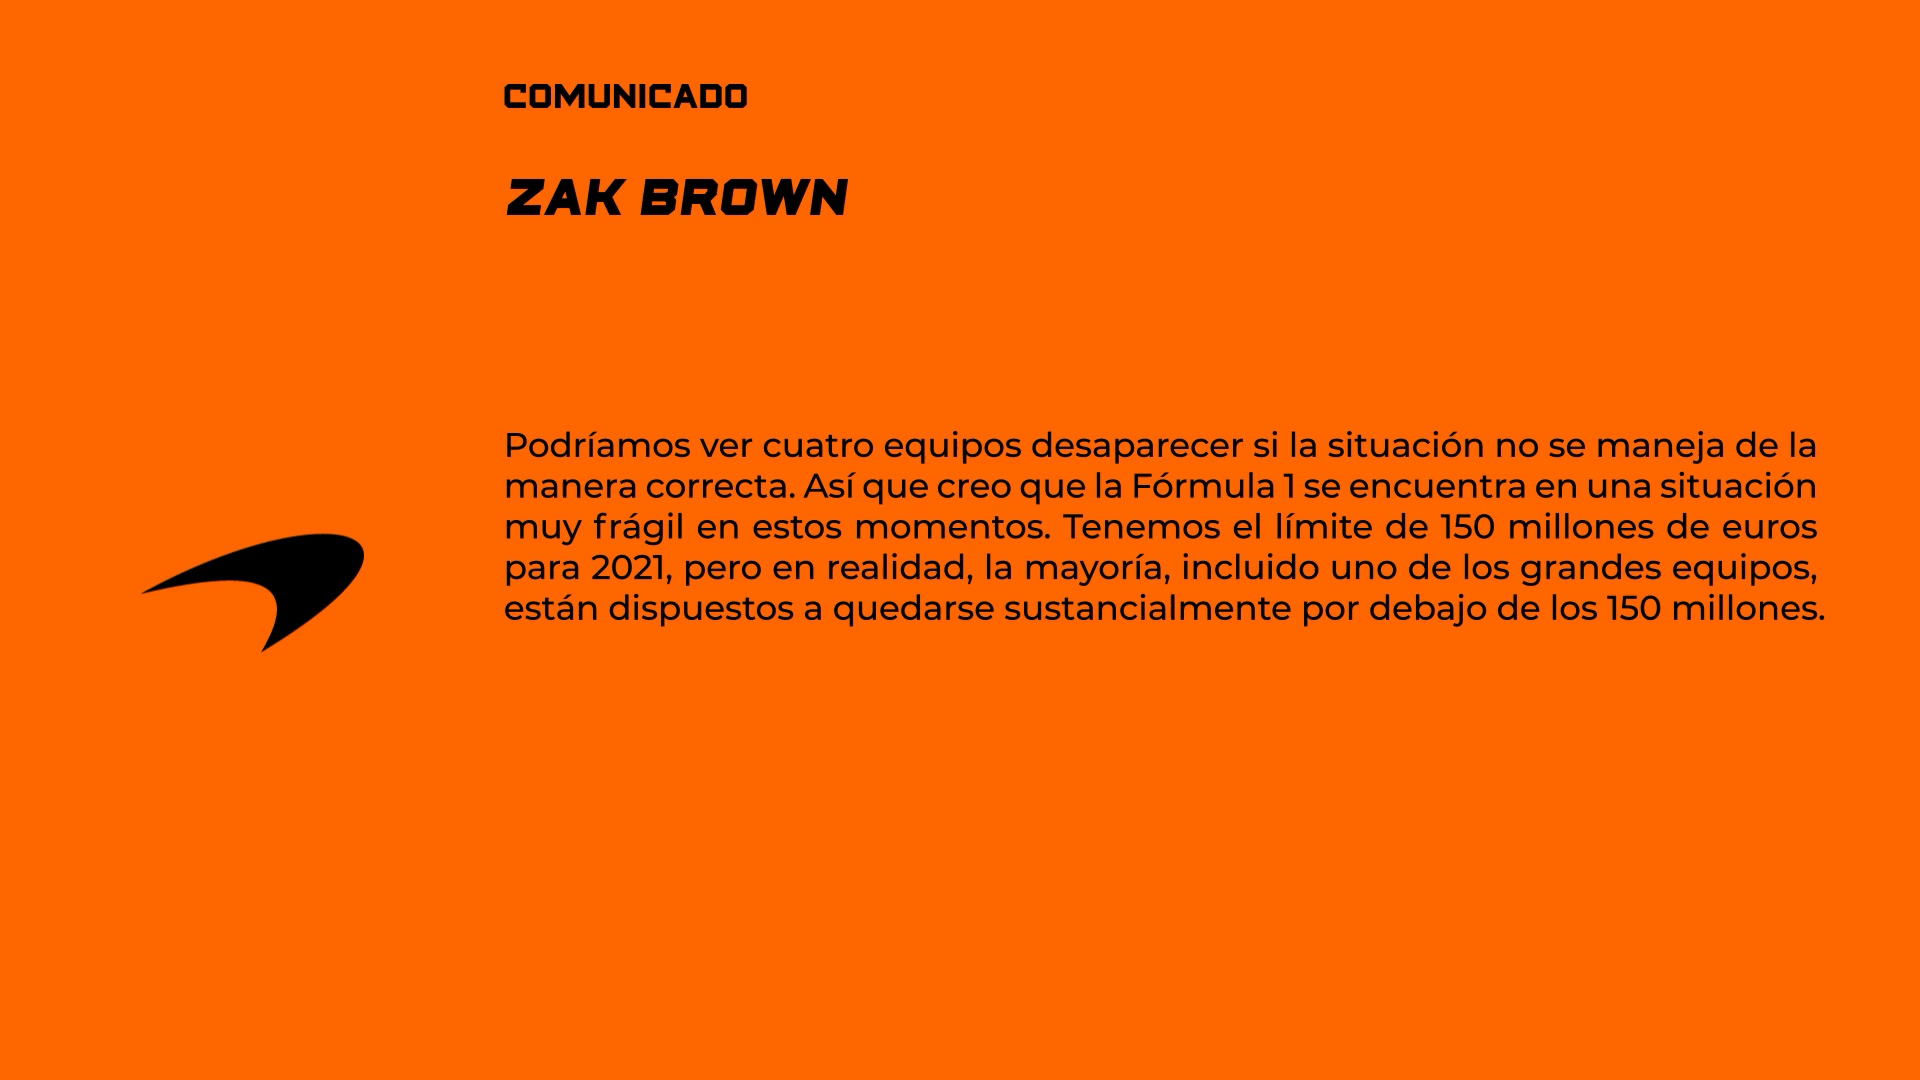 COMUNICADO
ZAK BROWN
Podríamos ver cuatro equipos desaparecer si la situación no se maneja de la
manera correcta. Así que creo que la Fórmula 1 se encuentra en una situación
muy frágil en estos momentos. Tenemos el límite de 150 millones de euros
para 2021, pero en realidad, la mayoría, incluido uno de los grandes equipos,
están dispuestos a quedarse sustancialmente por debajo de los 150 millones.